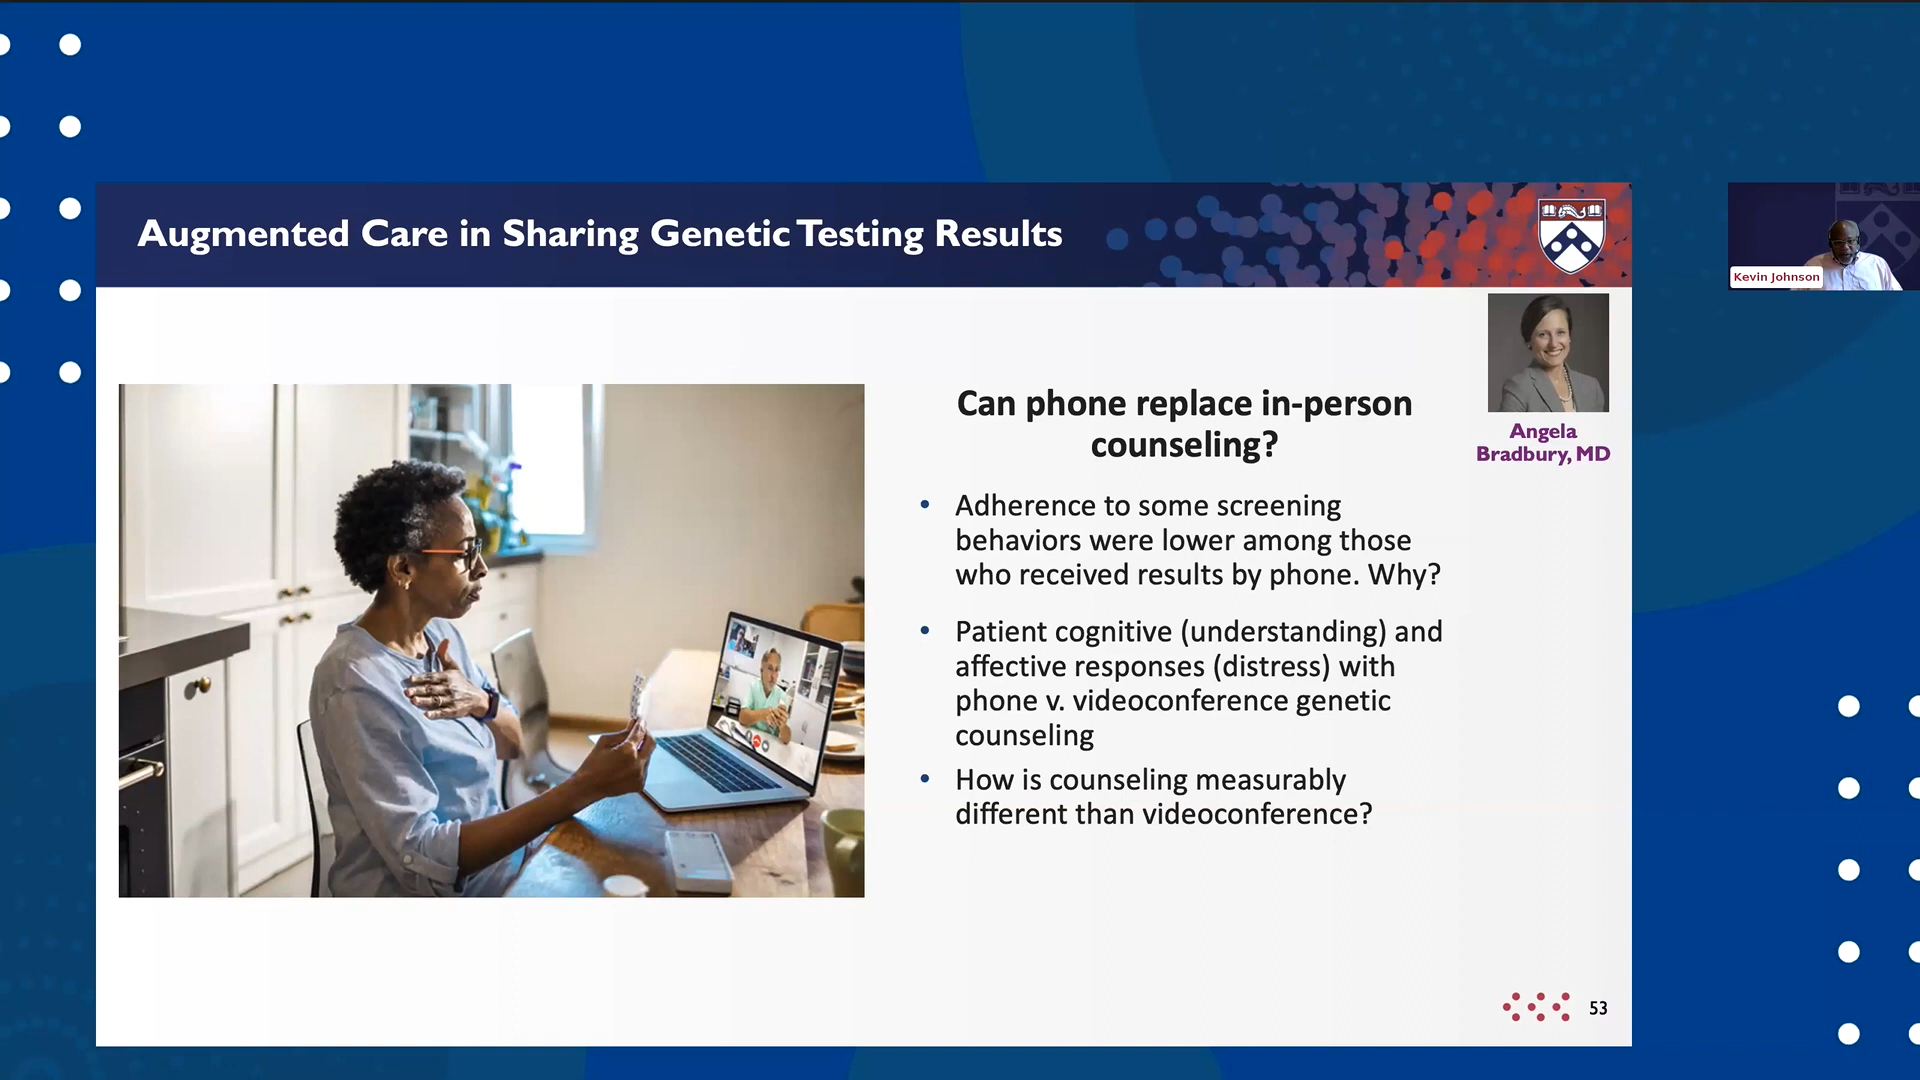 Augmented Care in Sharing Genetic Testing Results
Kevin Johnson
Angela
Bradbury, MD
Can phone replace in-person
counseling?
• Adherence to some screening
behaviors were lower among those
who received results by phone. Why?
• Patient cognitive (understanding) and
affective responses (distress) with
phone v. videoconference genetic
counseling
• How is counseling measurably
different than videoconference?
53